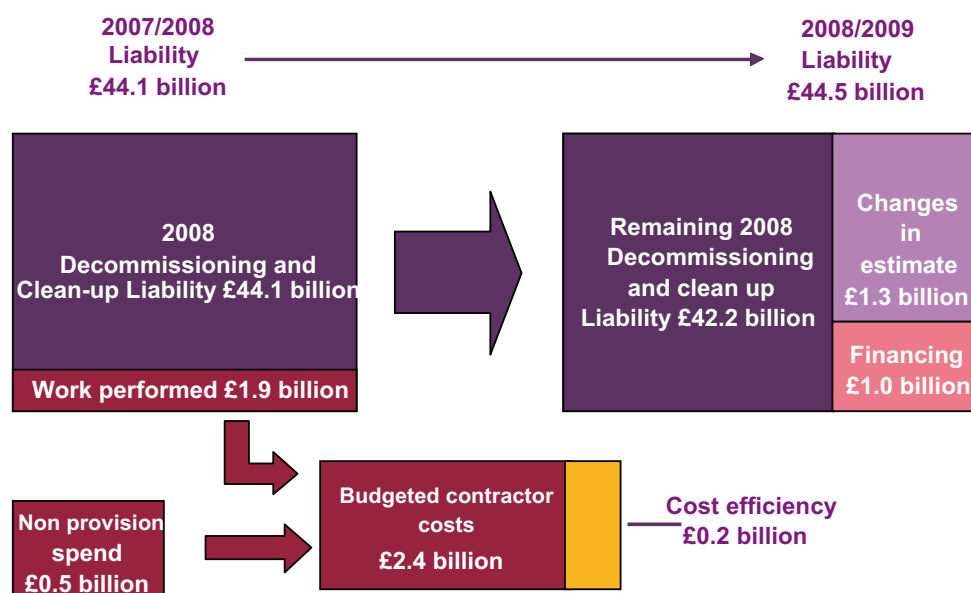 2007/2008
Liability
£44.1 billion
2008/2009
Liability
£44.5 billion
2008
Decommissioning and
Clean-up Liability £44.1 billion
Work performed £1.9 billion
Remaining 2008
Decommissioning
and clean up
Liability £42.2 billion
Changes
in
estimate
£1.3 billion
Financing
£1.0 billion
Non provision
spend
£0.5 billion
Budgeted contractor
costs
£2.4 billion
Cost efficiency
£0.2 billion